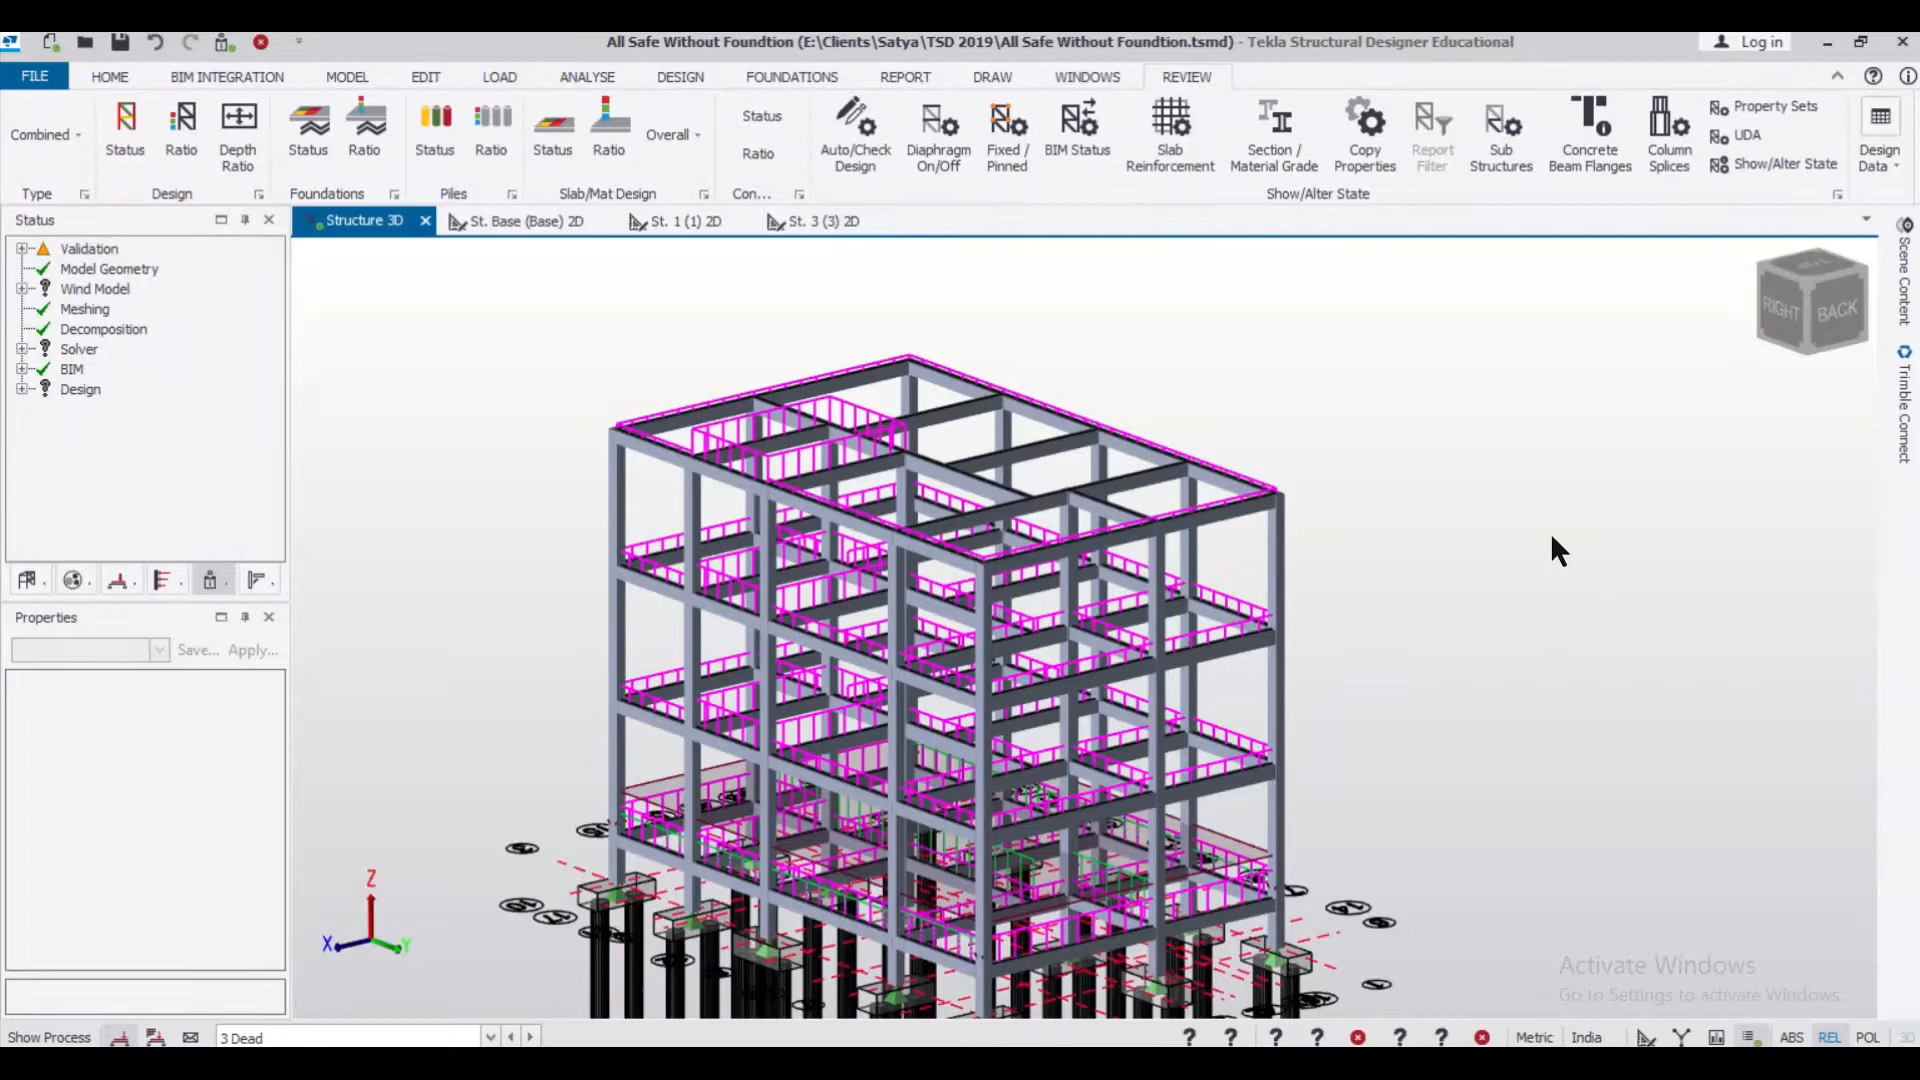 All Safe Without Foundtion (E:\Clients\Satya\TSD 2019\All Safe Without Foundtion.tsmd) - Tekla Structural Designer Educational
Log in
FILE HOME BIM INTEGRATION MODEL EDIT LOAD ANALYSE DESIGN FOUNDATIONS REPORT DRAW WINDOWS REVIEW
Combined
Type
Status Ratio Depth Ratio
Design
Status Ratio
Foundations
Status Ratio
Piles
Status Ratio Overall
Slab/Mat Design
Status
Ratio
Con...
Auto/Check Design
Diaphragm On/Off
Fixed / Pinned
BIM Status
Slab Reinforcement
Section / Material Grade
Copy Properties
Report Filter
Sub Structures
Concrete Beam Flanges
Column Splices
Property Sets
UDA
Show/Alter State
Show/Alter State
Design Data
Status
Structure 3D
St. Base (Base) 2D
St. 1 (1) 2D
St. 3 (3) 2D
Validation
Model Geometry
Wind Model
Meshing
Decomposition
Solver
BIM
Design
Scene Content
Trimble Connect
RIGHT
BACK
Properties
Save... Apply...
Z
X
Y
Activate Windows
Go to Settings to activate Windows.
Show Process
3 Dead
Metric India
ABS REL POL 3D